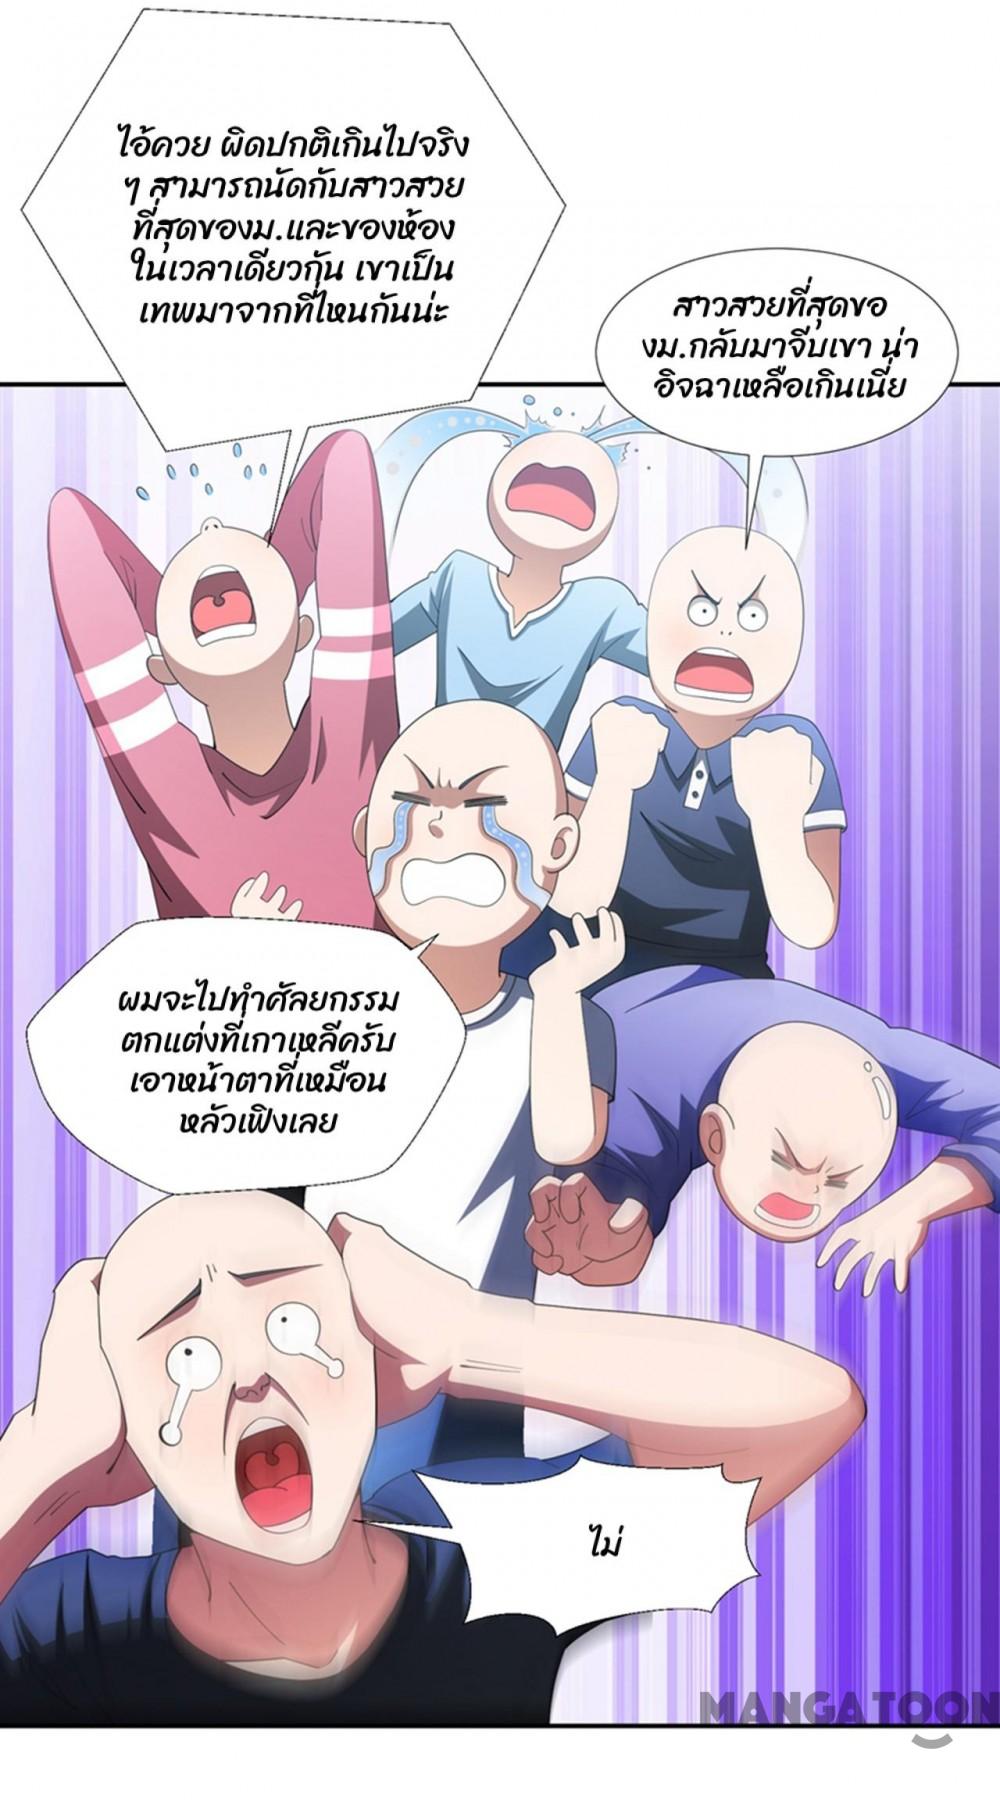 ไอ้ควย ผิดปกติเกินไปจริง
ๆ สามารถนัดกับสาวสวย
ที่สุดของม.และของห้อง
ในเวลาเดียวกัน เขาเป็น
เทพมาจากที่ไหนกันน่ะ
สาวสวยที่สุดขอ
งม.กลับมาจีบเขา น่า
อิจฉาเหลือเกินเนี่ย
ผมจะไปทำศัลยกรรม
ตกแต่งที่เกาเหลีครับ
เอาหน้าตาที่เหมือน
หลัวเฟิงเลย
ไม่
MANGATOON